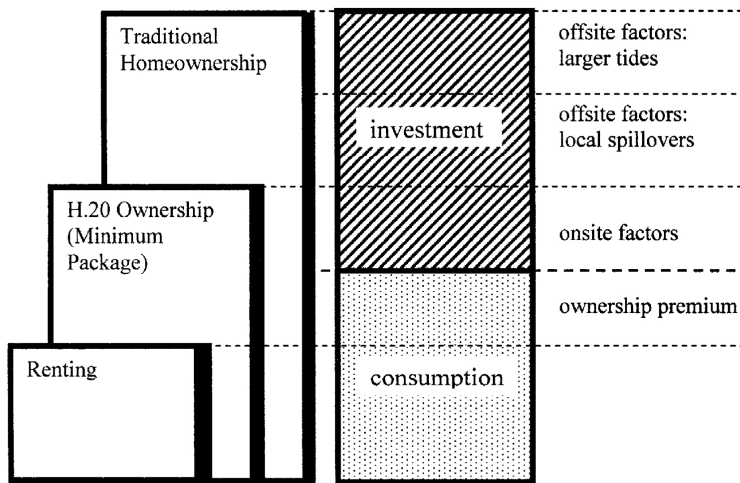 Traditional
Homeownership
H.20 Ownership
(Minimum
Package)
Renting
investment
consumption
offsite factors:
larger tides
offsite factors:
local spillovers
onsite factors
ownership premium